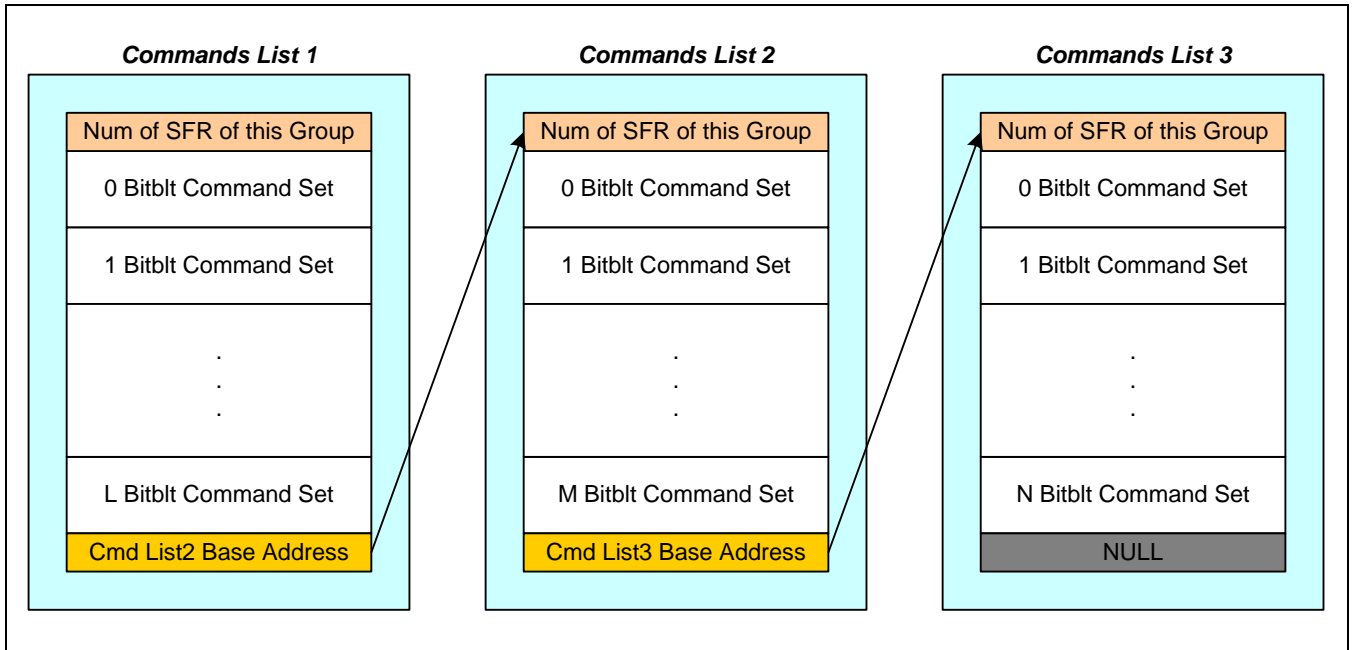 Commands List 1
Num of SFR of this Group
0 Bitblt Command Set
1 Bitblt Command Set
.
.
.
L Bitblt Command Set
Cmd List2 Base Address
Commands List 2
Num of SFR of this Group
0 Bitblt Command Set
1 Bitblt Command Set
.
.
.
M Bitblt Command Set
Cmd List3 Base Address
Commands List 3
Num of SFR of this Group
0 Bitblt Command Set
1 Bitblt Command Set
.
.
.
N Bitblt Command Set
NULL